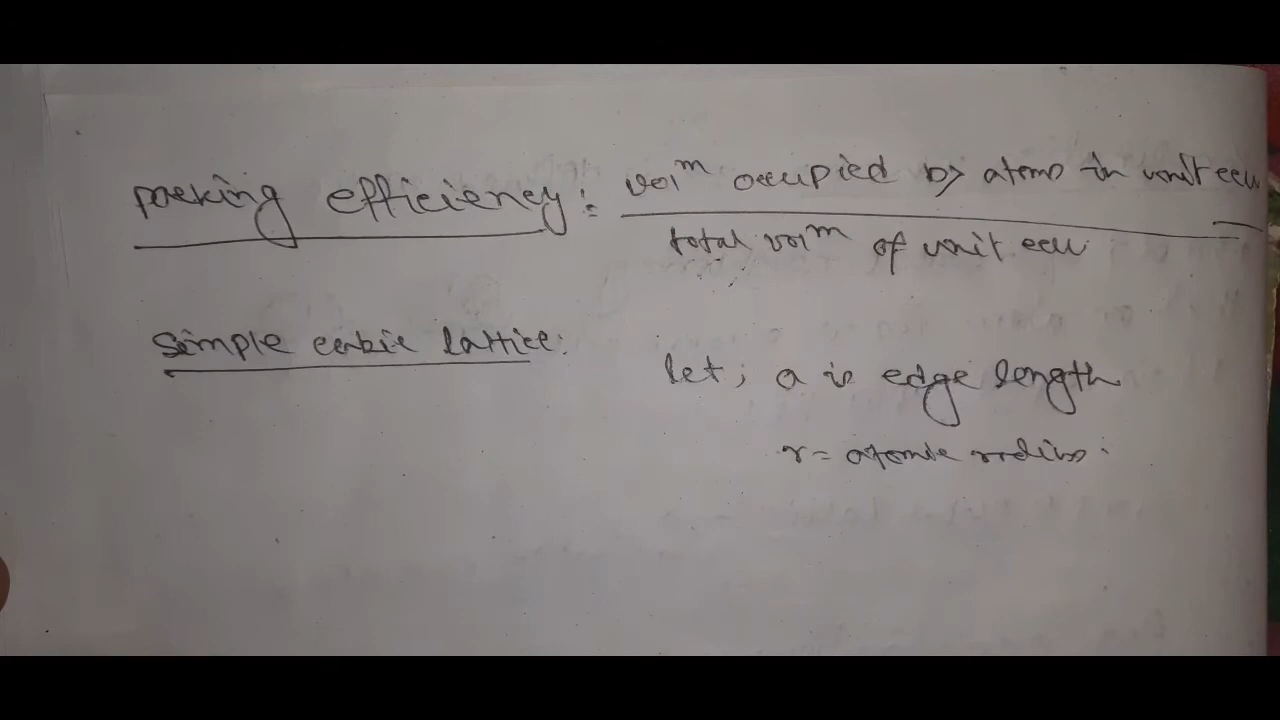 packing efficiency: vol^m occupied by atoms in unit cell
total vol^m of unit cell
Simple cubic lattice:
let; a is edge length
r = atomic radius.